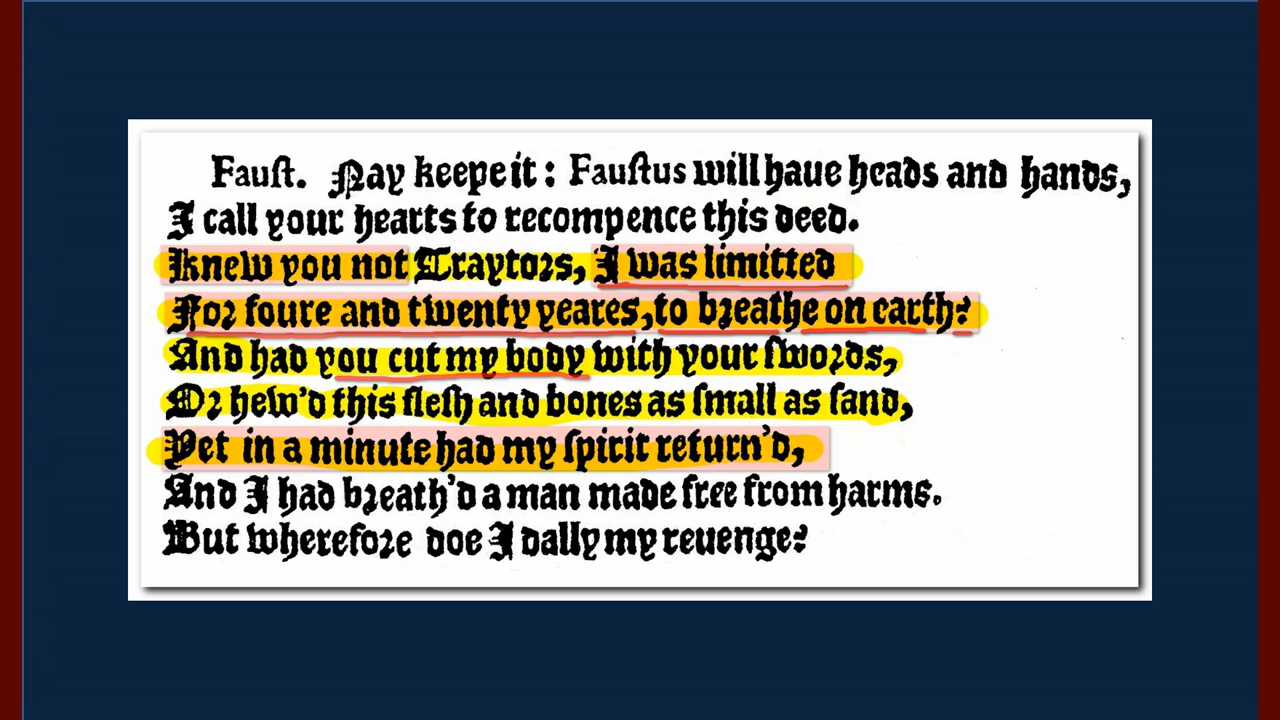 Fauſt. Nay keepe it: Fauſtus will haue heads and hands,
I call your hearts to recompence this deed.
Knew you not Traytors, I was limitted
For foure and twenty yeares, to breathe on earth?
And had you cut my body with your ſwords,
Or hew'd this fleſh and bones as ſmall as ſand,
Yet in a minute had my ſpirit return'd,
And I had breath'd a man made free from harms.
But wherefore doe I dally my reuenge?